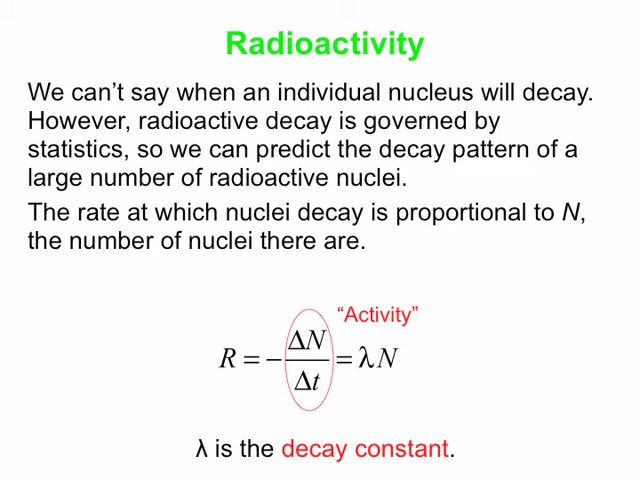 Radioactivity
We can’t say when an individual nucleus will decay.
However, radioactive decay is governed by
statistics, so we can predict the decay pattern of a
large number of radioactive nuclei.
The rate at which nuclei decay is proportional to N,
the number of nuclei there are.
“Activity”
R = − ΔN/Δt = λN
λ is the decay constant.